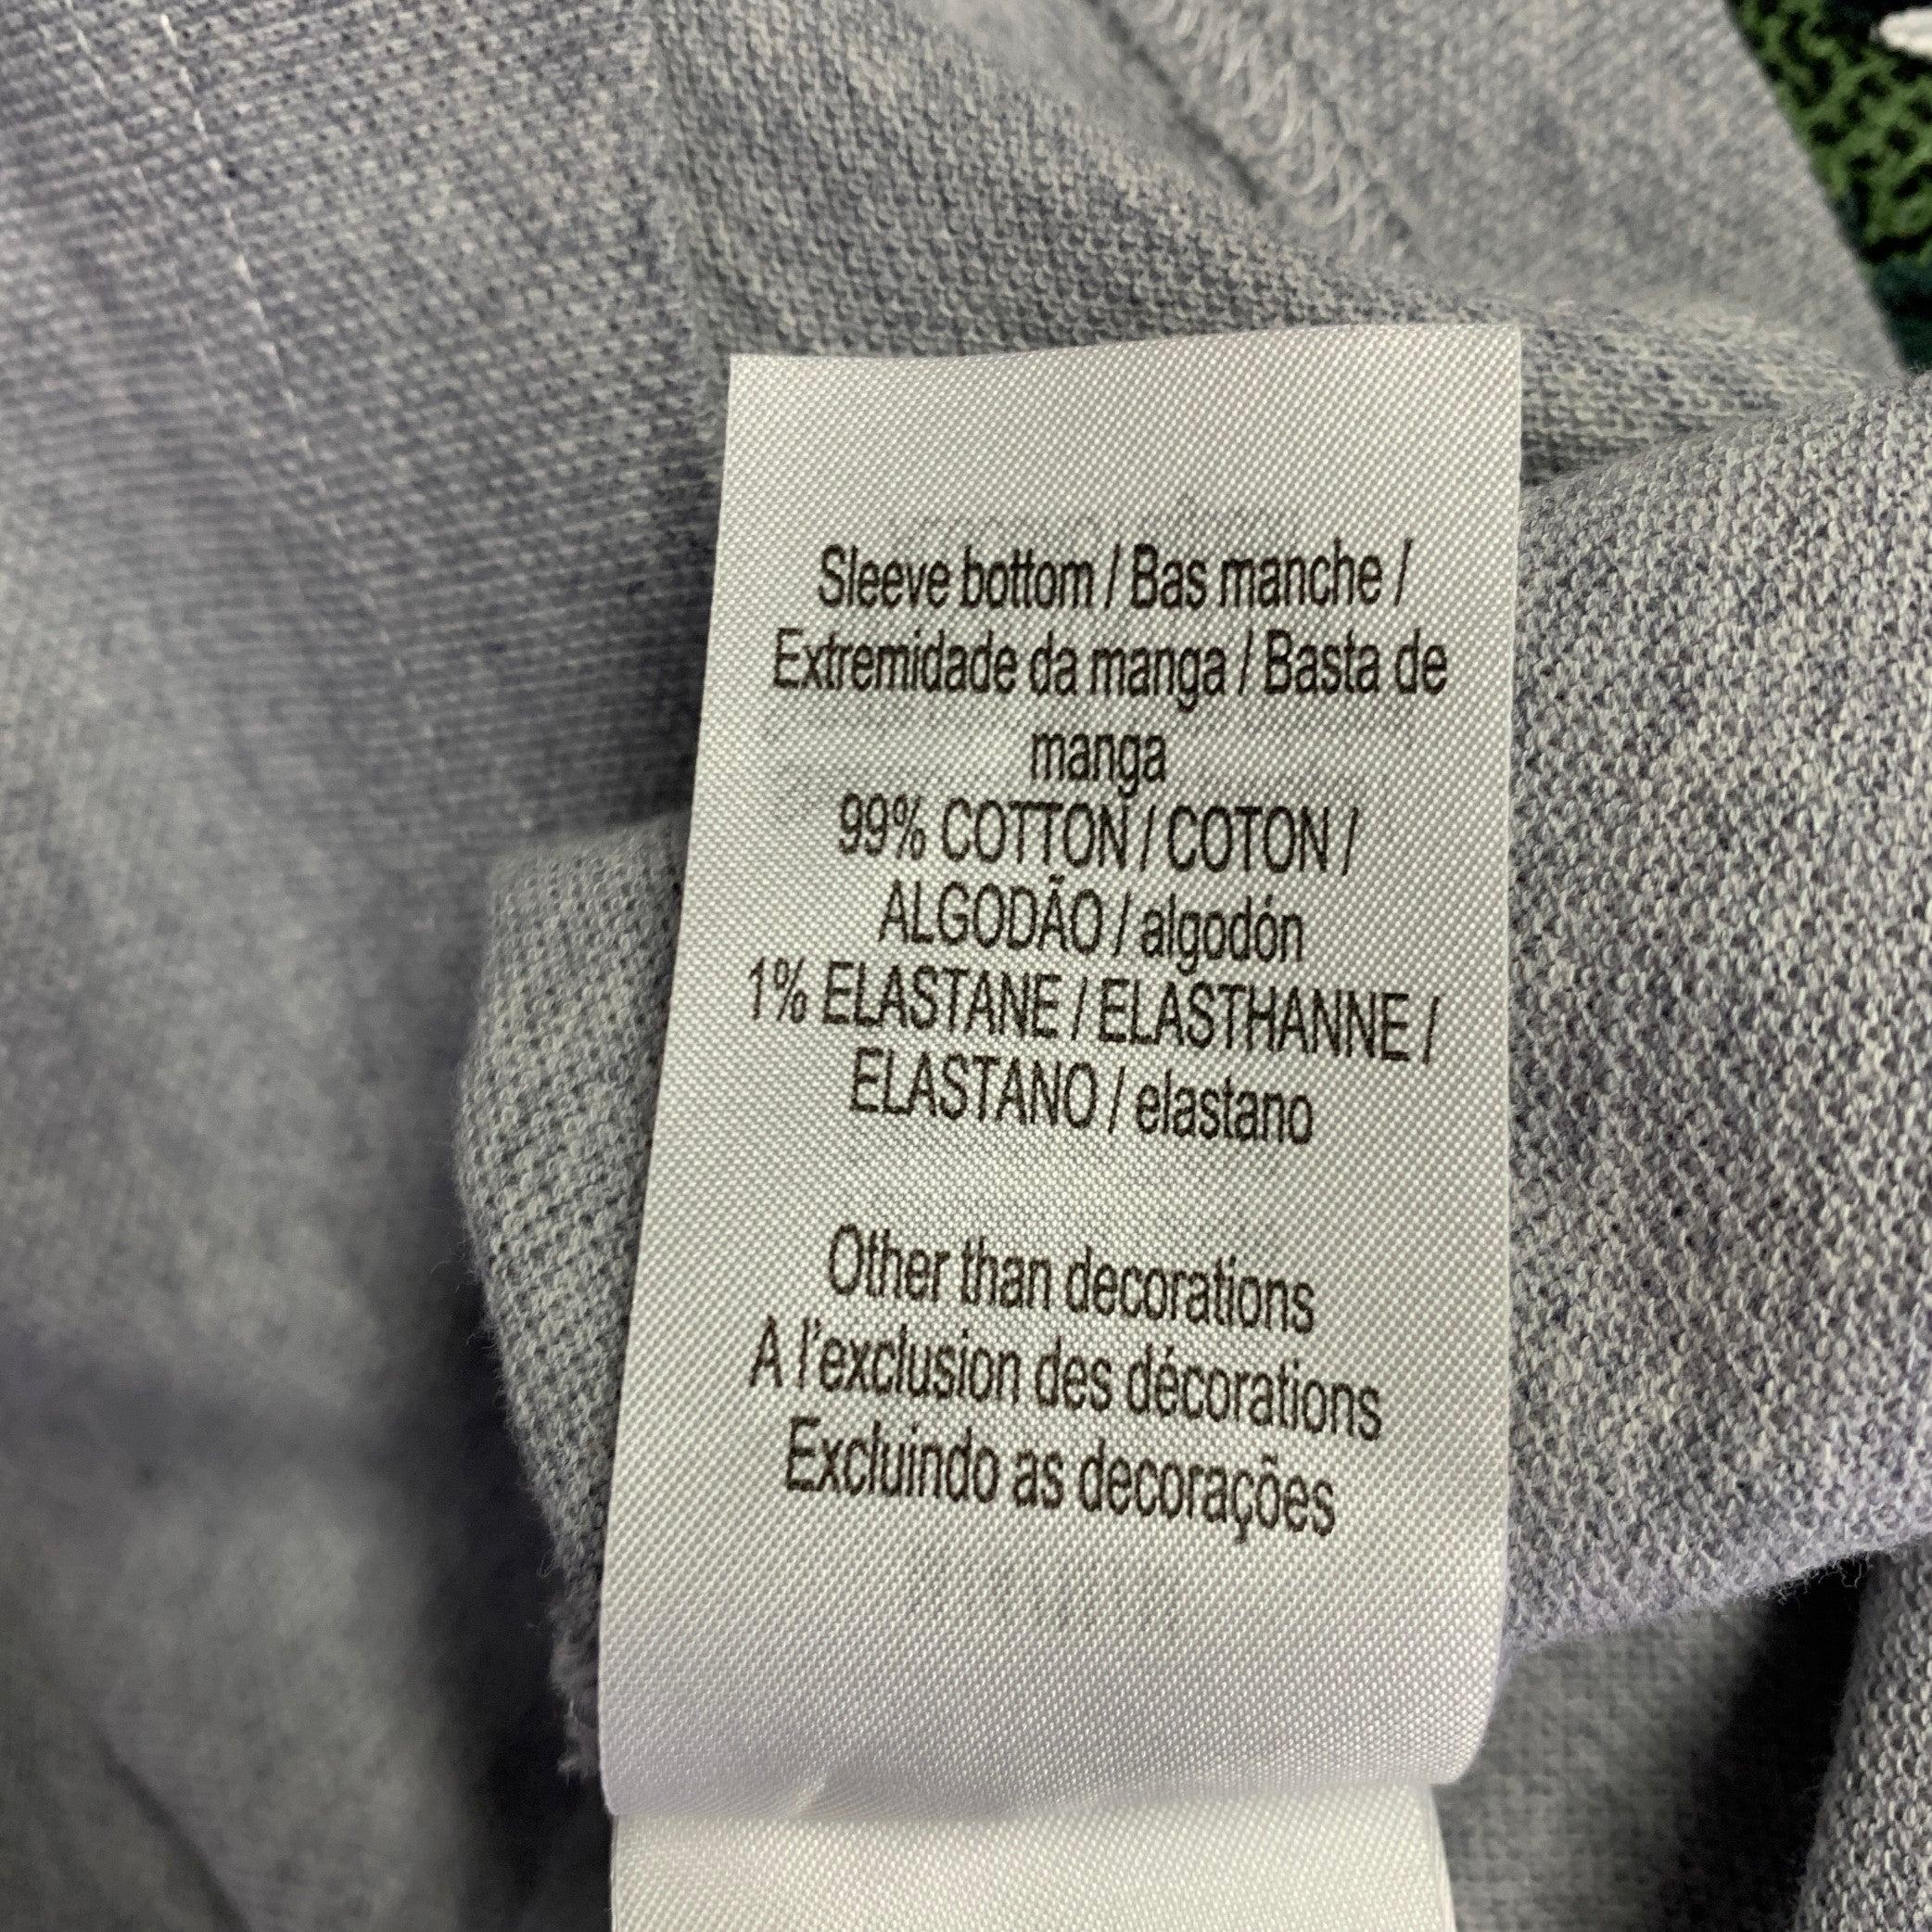 Sleeve bottom / Bas manche /
Extremidade da manga / Basta de
manga
99% COTTON / COTON /
ALGODÃO / algodón
1% ELASTANE / ELASTHANNE /
ELASTANO / elastano
Other than decorations
A l'exclusion des décorations
Excluindo as decorações